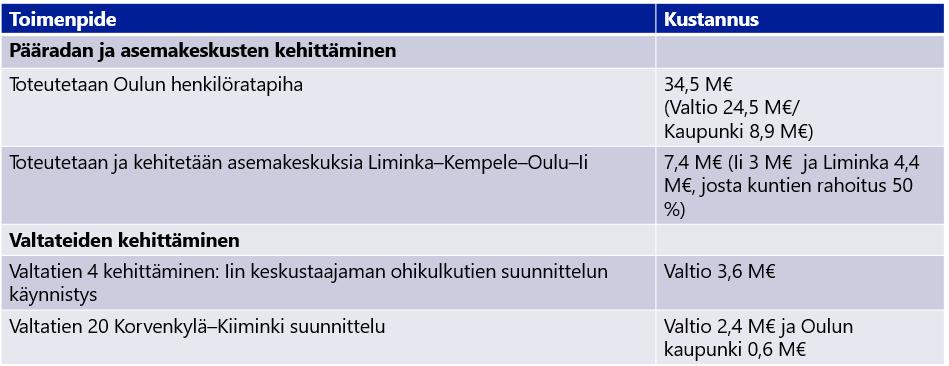 Toimenpide Kustannus
Pääradan ja asemakeskusten kehittäminen
Toteutetaan Oulun henkilöratapiha 34,5 M€
(Valtio 24,5 M€/
Kaupunki 8,9 M€)
Toteutetaan ja kehitetään asemakeskuksia Liminka–Kempele–Oulu–Ii 7,4 M€ (Ii 3 M€ ja Liminka 4,4
M€, josta kuntien rahoitus 50
%)
Valtateiden kehittäminen
Valtatien 4 kehittäminen: Iin keskustaajaman ohikulkutien suunnittelun Valtio 3,6 M€
käynnistys
Valtatien 20 Korvenkylä–Kiiminki suunnittelu Valtio 2,4 M€ ja Oulun
kaupunki 0,6 M€